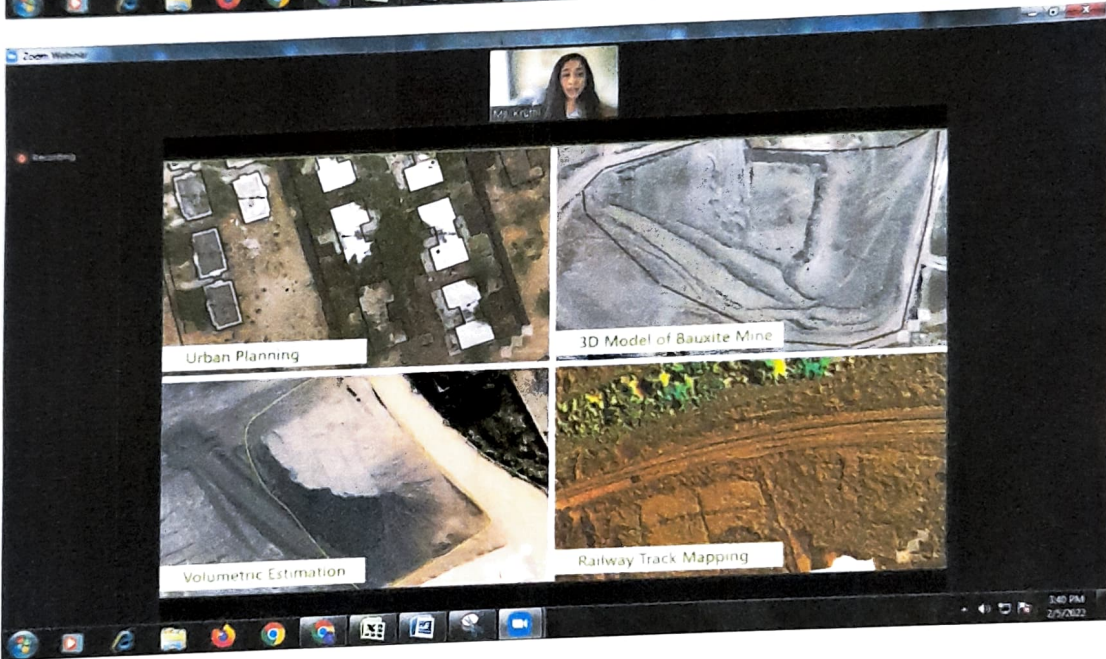 Zoom Webinar
Recording
Urban Planning
3D Model of Bauxite Mine
Volumetric Estimation
Railway Track Mapping
3:40 PM
2/5/2022